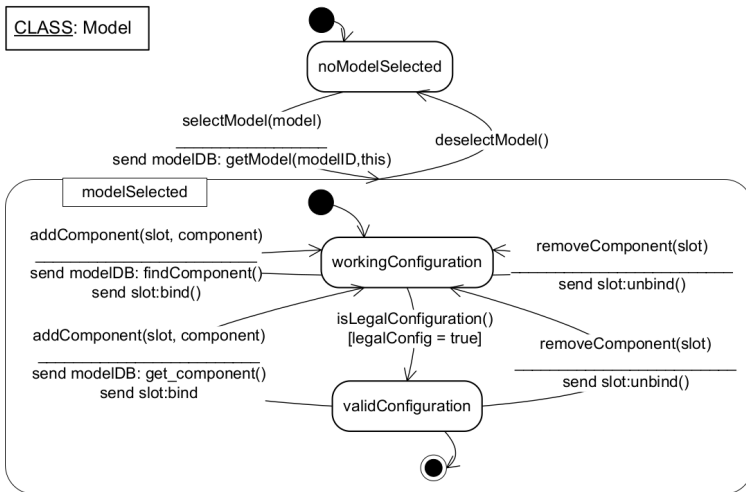 CLASS: Model
noModelSelected
selectModel(model)
send modelDB: getModel(modelID,this)
deselectModel()
modelSelected
addComponent(slot, component)
send modelDB: findComponent()
send slot:bind()
workingConfiguration
removeComponent(slot)
send slot:unbind()
isLegalConfiguration()
[legalConfig = true]
addComponent(slot, component)
send modelDB: get_component()
send slot:bind
removeComponent(slot)
send slot:unbind()
validConfiguration